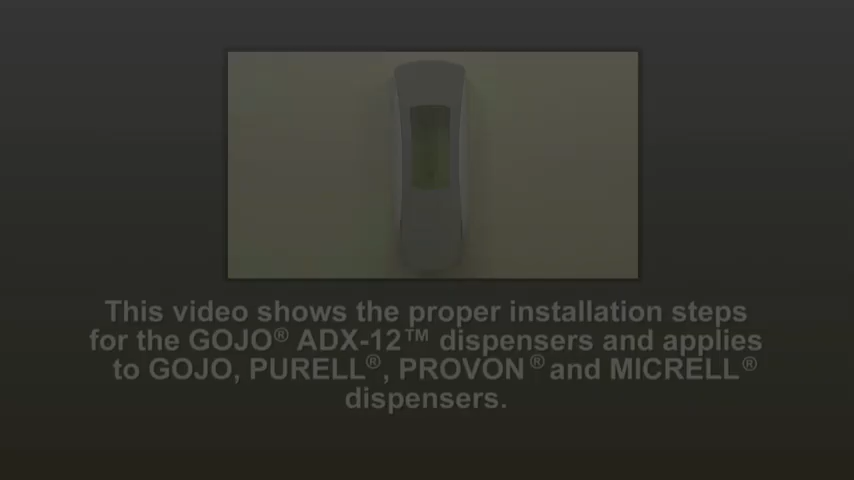 This video shows the proper installation steps
for the GOJO® ADX-12™ dispensers and applies
to GOJO, PURELL®, PROVON® and MICRELL®
dispensers.